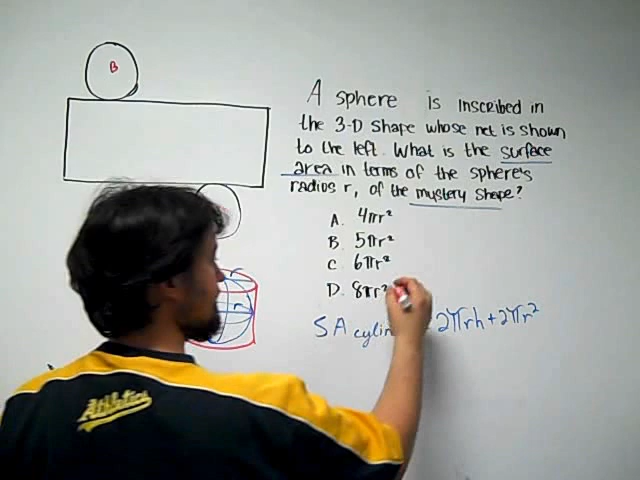 B
A sphere is inscribed in
the 3-D shape whose net is shown
to the left. What is the surface
area in terms of the sphere's
radius r, of the mystery shape?
A. 4πr²
B. 5πr²
C. 6πr²
D. 8πr²
r
SA cylin 2πrh + 2πr²
Athletics